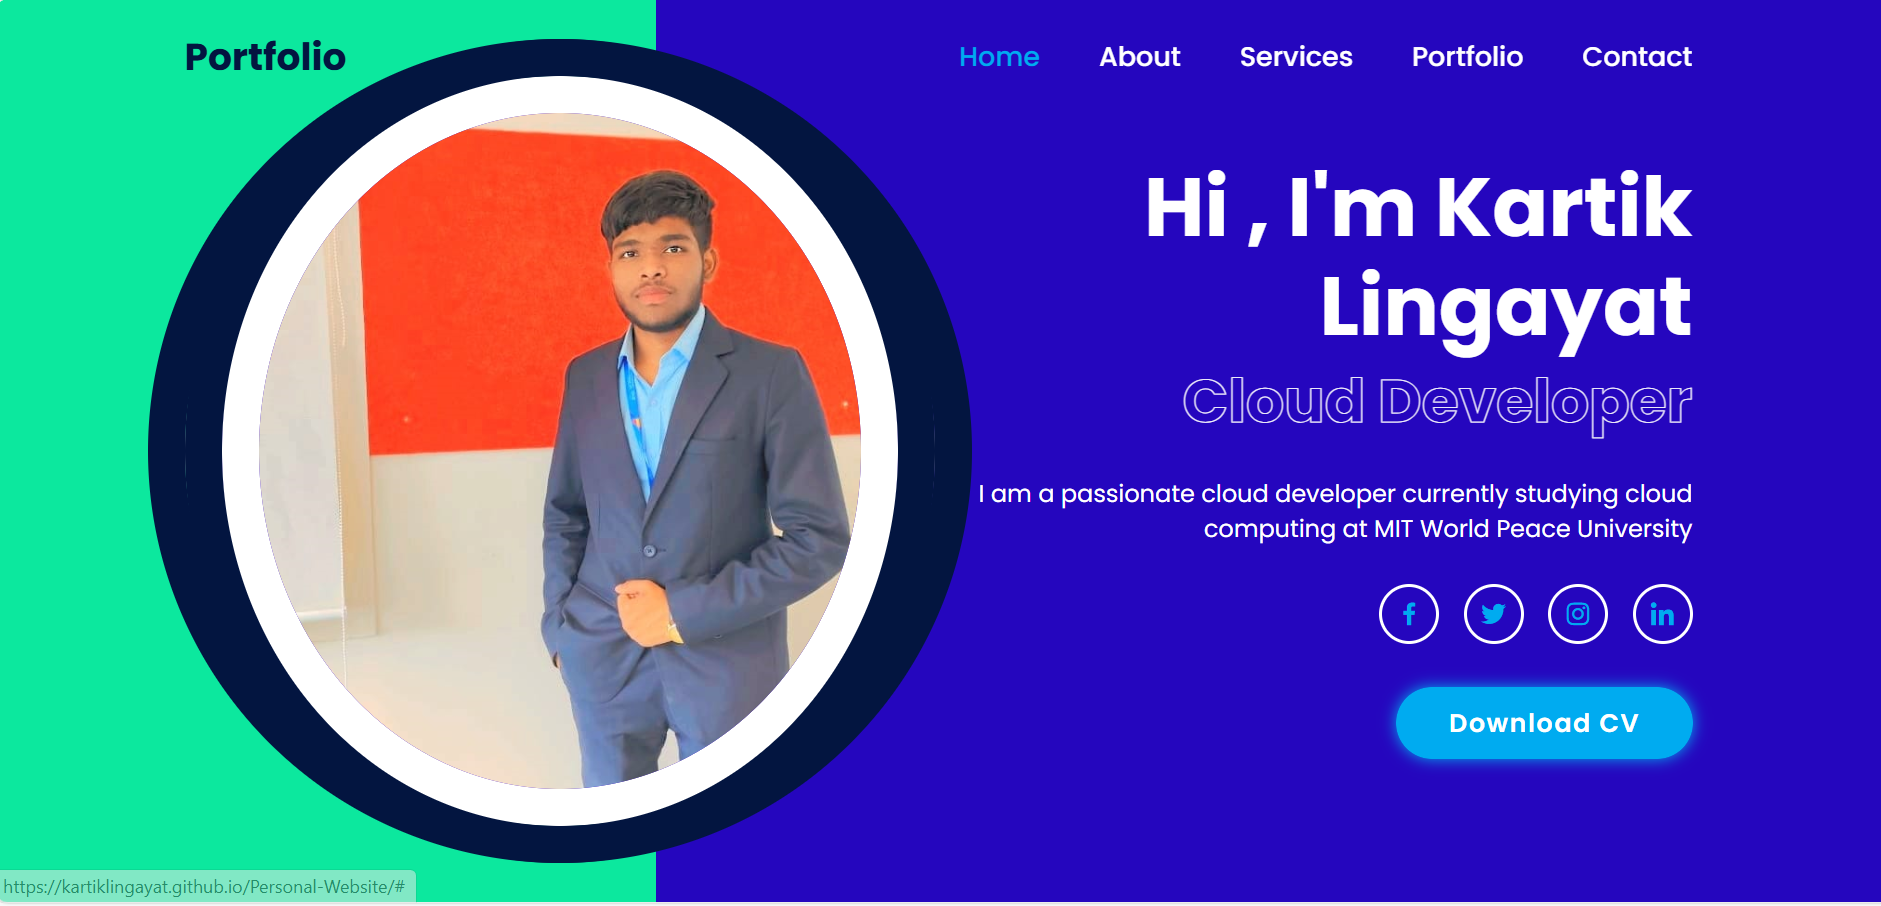 Portfolio
Home About Services Portfolio Contact
Hi , I'm Kartik
Lingayat
Cloud Developer
I am a passionate cloud developer currently studying cloud
computing at MIT World Peace University
Download CV
https://kartiklingayat.github.io/Personal-Website/#